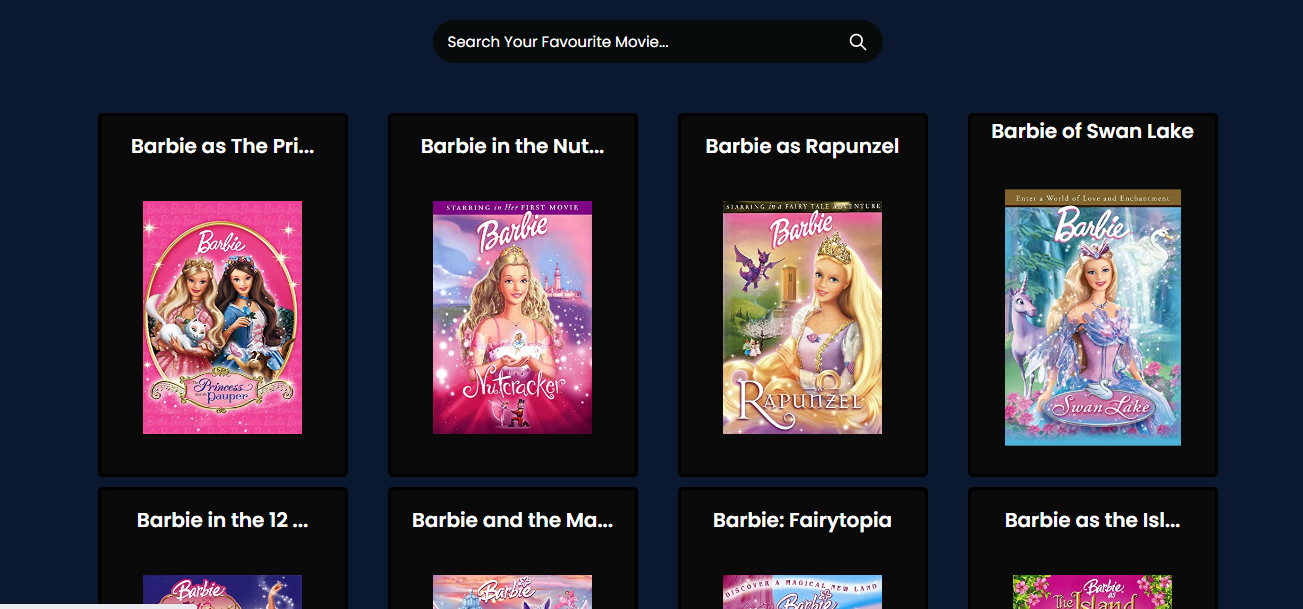 Search Your Favourite Movie...
Barbie as The Pri...
Barbie in the Nut...
Barbie as Rapunzel
Barbie of Swan Lake
Barbie
The Princess
and the Pauper
STARRING in Her FIRST MOVIE
Barbie
Nutcracker
STARRING in a FAIRY TALE ADVENTURE
Barbie
RAPUNZEL
Enter a World of Love and Enchantment
Barbie
Swan Lake
Barbie in the 12 ...
Barbie and the Ma...
Barbie: Fairytopia
Barbie as the Isl...
Barbie
Barbie
DISCOVER A MAGICAL NEW LAND
Barbie
Barbie
as
The Island